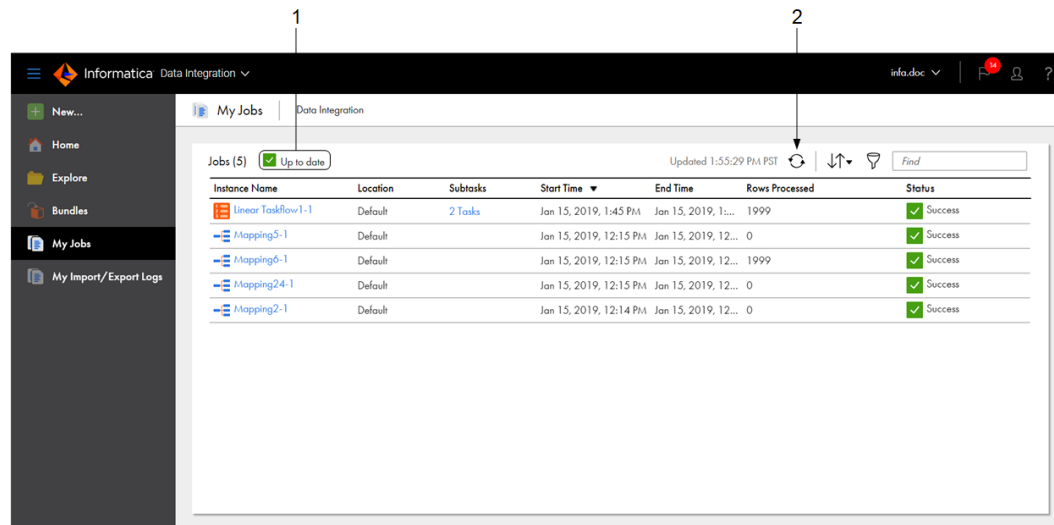 1 2
Informatica Data Integration infa.doc 14 ?
New...
My Jobs Data Integration
Home
Jobs (5) Up to date Updated 1:55:29 PM PST Find
Explore
Instance Name Location Subtasks Start Time End Time Rows Processed Status
Bundles
Linear Taskflow1-1 Default 2 Tasks Jan 15, 2019, 1:45 PM Jan 15, 2019, 1:... 1999 Success
My Jobs
Mapping5-1 Default Jan 15, 2019, 12:15 PM Jan 15, 2019, 12... 0 Success
Mapping6-1 Default Jan 15, 2019, 12:15 PM Jan 15, 2019, 12... 1999 Success
My Import/Export Logs
Mapping24-1 Default Jan 15, 2019, 12:15 PM Jan 15, 2019, 12... 0 Success
Mapping2-1 Default Jan 15, 2019, 12:14 PM Jan 15, 2019, 12... 0 Success